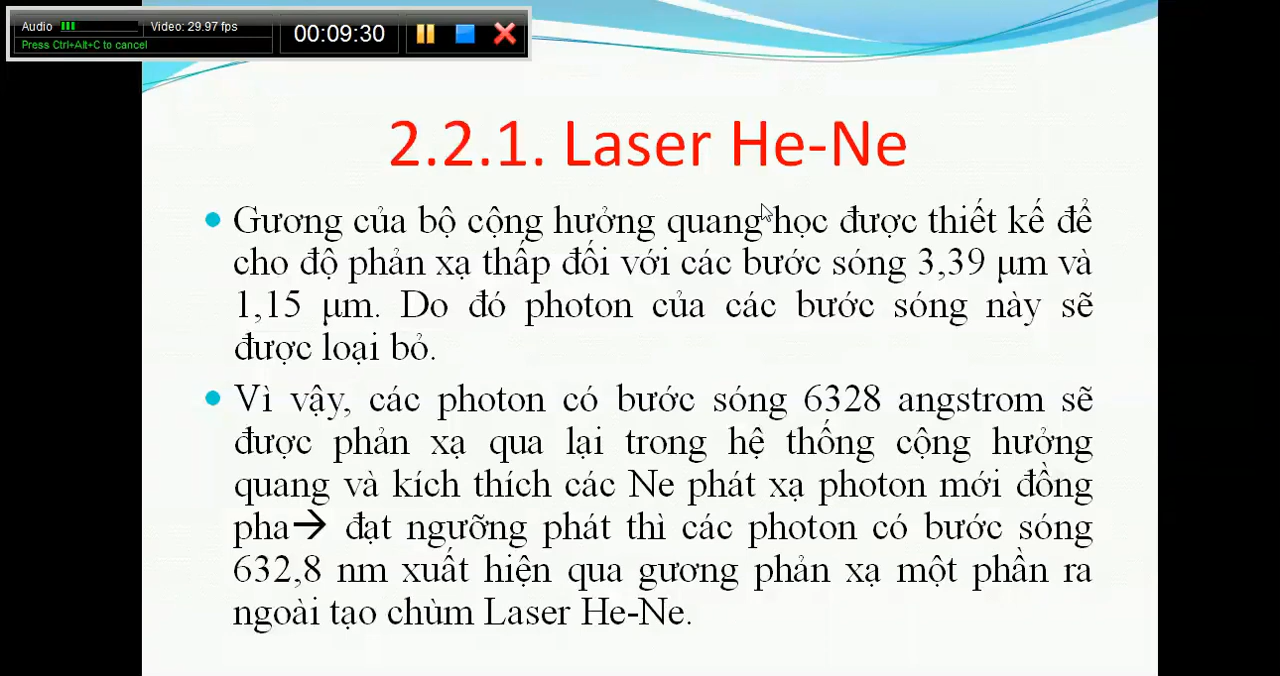 Audio
Video: 29.97 fps
Press Ctrl+Alt+C to cancel
00:09:30
2.2.1. Laser He-Ne
• Gương của bộ cộng hưởng quang học được thiết kế để
cho độ phản xạ thấp đối với các bước sóng 3,39 μm và
1,15 μm. Do đó photon của các bước sóng này sẽ
được loại bỏ.
• Vì vậy, các photon có bước sóng 6328 angstrom sẽ
được phản xạ qua lại trong hệ thống cộng hưởng
quang và kích thích các Ne phát xạ photon mới đồng
pha→ đạt ngưỡng phát thì các photon có bước sóng
632,8 nm xuất hiện qua gương phản xạ một phần ra
ngoài tạo chùm Laser He-Ne.